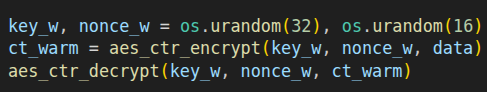 key_w, nonce_w = os.urandom(32), os.urandom(16)
ct_warm = aes_ctr_encrypt(key_w, nonce_w, data)
aes_ctr_decrypt(key_w, nonce_w, ct_warm)